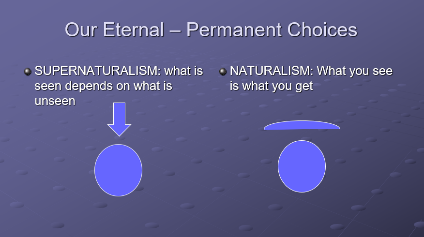 Our Eternal – Permanent Choices
SUPERNATURALISM: what is
seen depends on what is
unseen
NATURALISM: What you see
is what you get